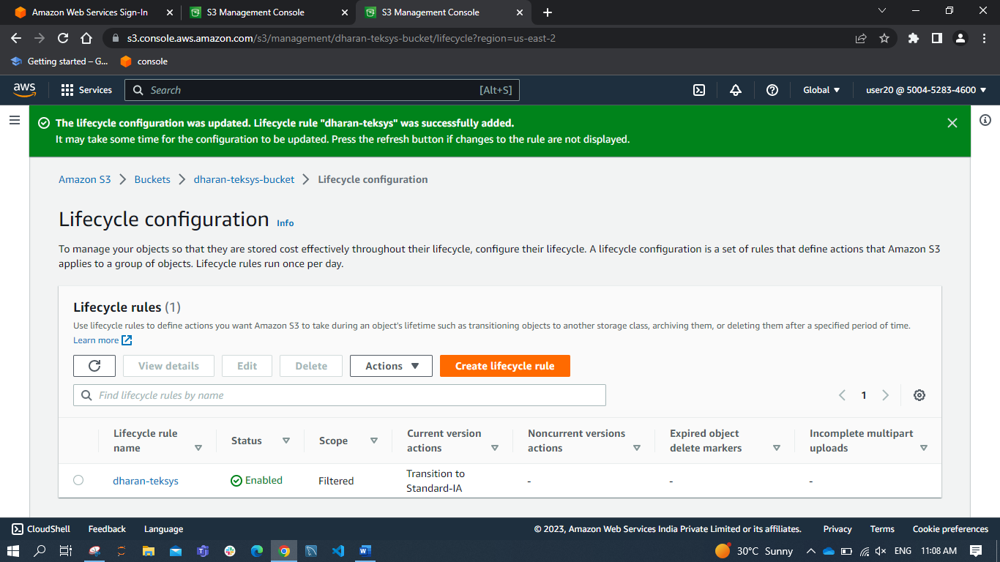 Amazon Web Services Sign-In
S3 Management Console
S3 Management Console
s3.console.aws.amazon.com/s3/management/dharan-teksys-bucket/lifecycle?region=us-east-2
Getting started – G...
console
aws
Services
Search
[Alt+S]
Global
user20 @ 5004-5283-4600
The lifecycle configuration was updated. Lifecycle rule "dharan-teksys" was successfully added.
It may take some time for the configuration to be updated. Press the refresh button if changes to the rule are not displayed.
Amazon S3
Buckets
dharan-teksys-bucket
Lifecycle configuration
Lifecycle configuration
Info
To manage your objects so that they are stored cost effectively throughout their lifecycle, configure their lifecycle. A lifecycle configuration is a set of rules that define actions that Amazon S3
applies to a group of objects. Lifecycle rules run once per day.
Lifecycle rules (1)
Use lifecycle rules to define actions you want Amazon S3 to take during an object's lifetime such as transitioning objects to another storage class, archiving them, or deleting them after a specified period of time.
Learn more
View details
Edit
Delete
Actions
Create lifecycle rule
Find lifecycle rules by name
1
Lifecycle rule
name
Status
Scope
Current version
actions
Noncurrent versions
actions
Expired object
delete markers
Incomplete multipart
uploads
dharan-teksys
Enabled
Filtered
Transition to
Standard-IA
-
-
-
CloudShell
Feedback
Language
© 2023, Amazon Web Services India Private Limited or its affiliates.
Privacy
Terms
Cookie preferences
30°C Sunny
ENG
11:08 AM